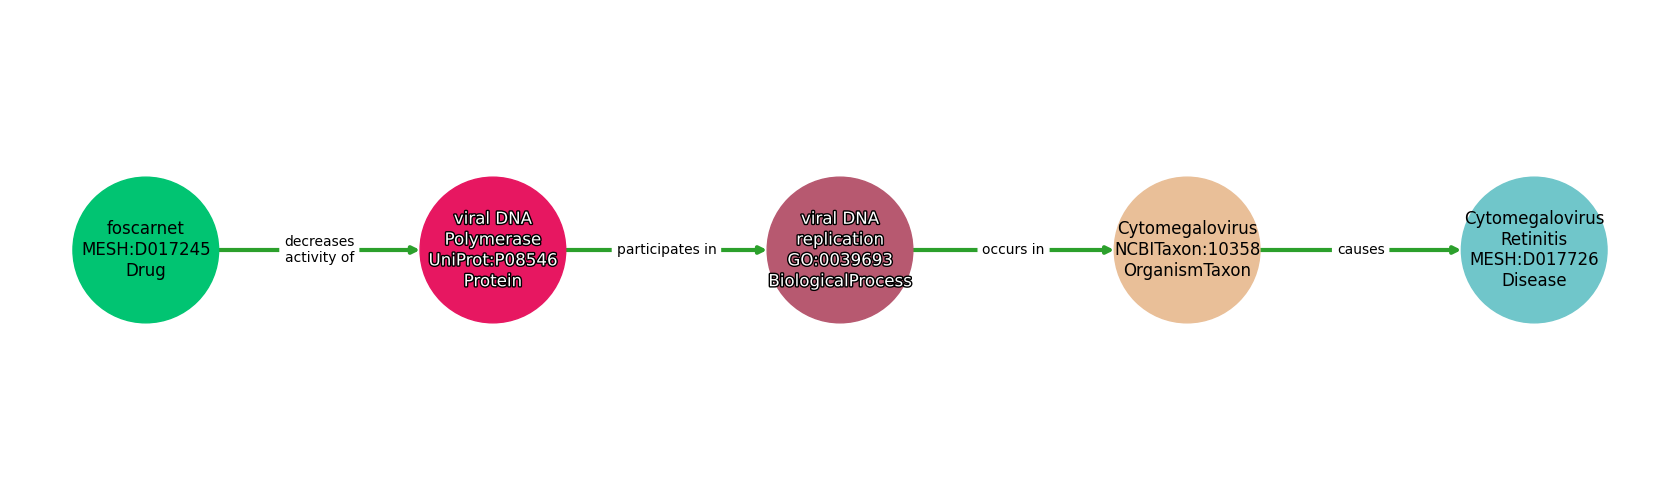 foscarnet
MESH:D017245
Drug
decreases
activity of
viral DNA
Polymerase
UniProt:P08546
Protein
participates in
viral DNA
replication
GO:0039693
BiologicalProcess
occurs in
Cytomegalovirus
NCBITaxon:10358
OrganismTaxon
causes
Cytomegalovirus
Retinitis
MESH:D017726
Disease